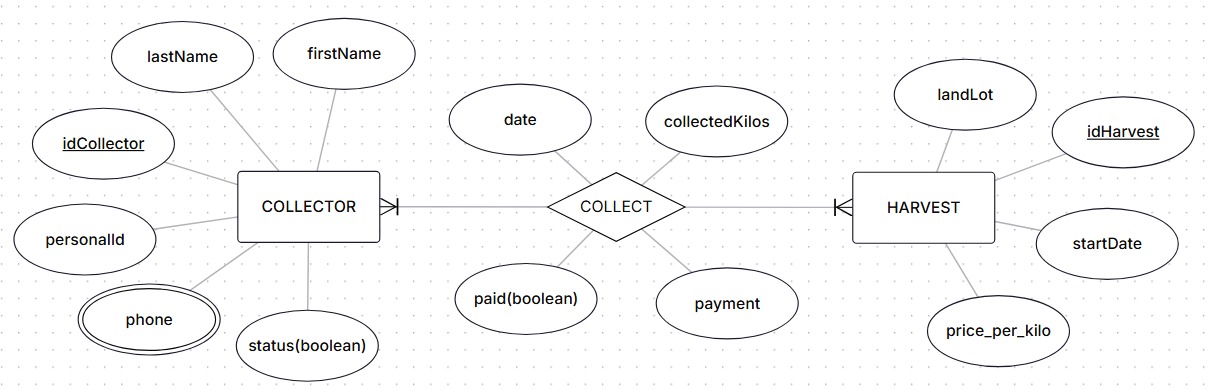 lastName
firstName
idCollector
COLLECTOR
personalId
phone
status(boolean)
date
collectedKilos
COLLECT
paid(boolean)
payment
landLot
idHarvest
HARVEST
startDate
price_per_kilo